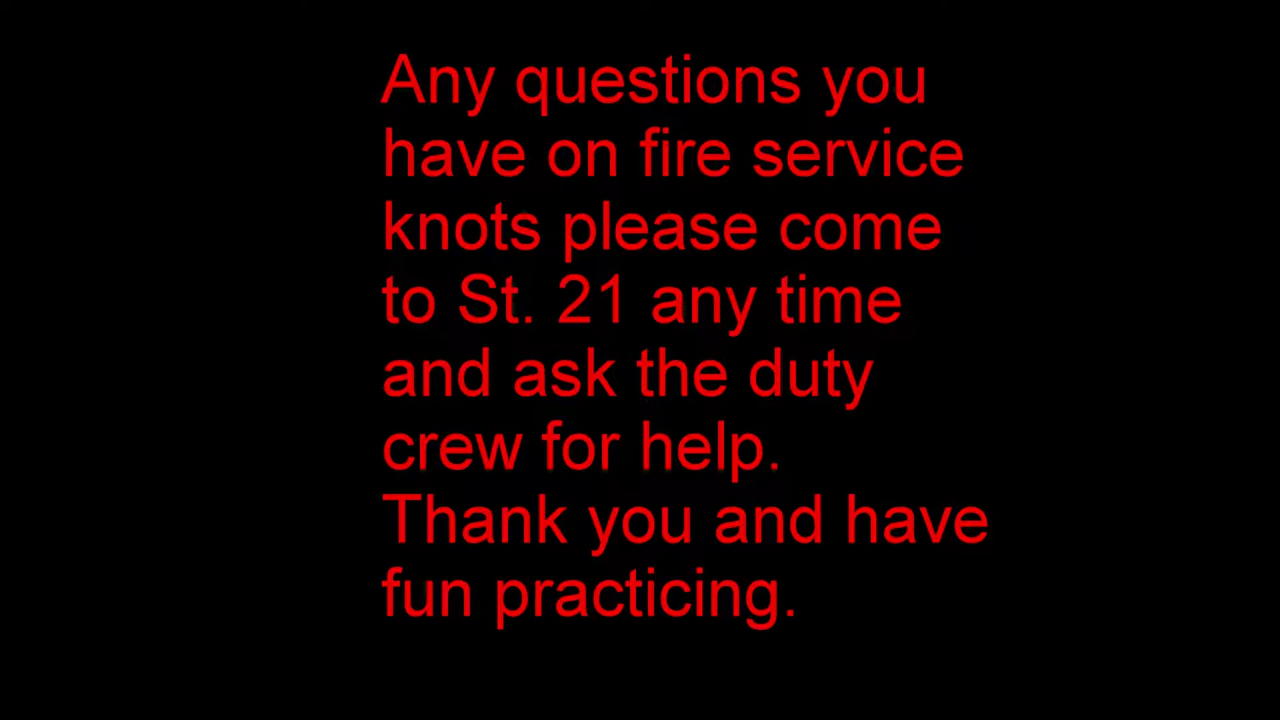 Any questions you
have on fire service
knots please come
to St. 21 any time
and ask the duty
crew for help.
Thank you and have
fun practicing.